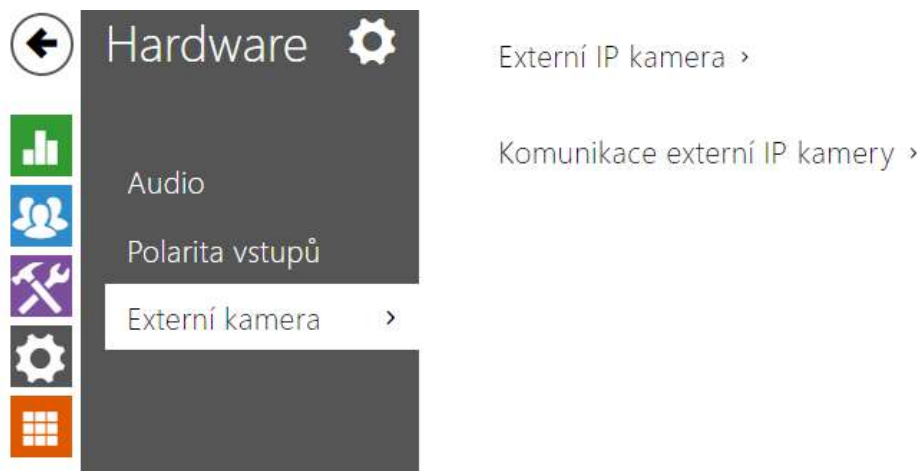 Hardware
Audio
Polarita vstupů
Externí kamera ›
Externí IP kamera ›
Komunikace externí IP kamery ›